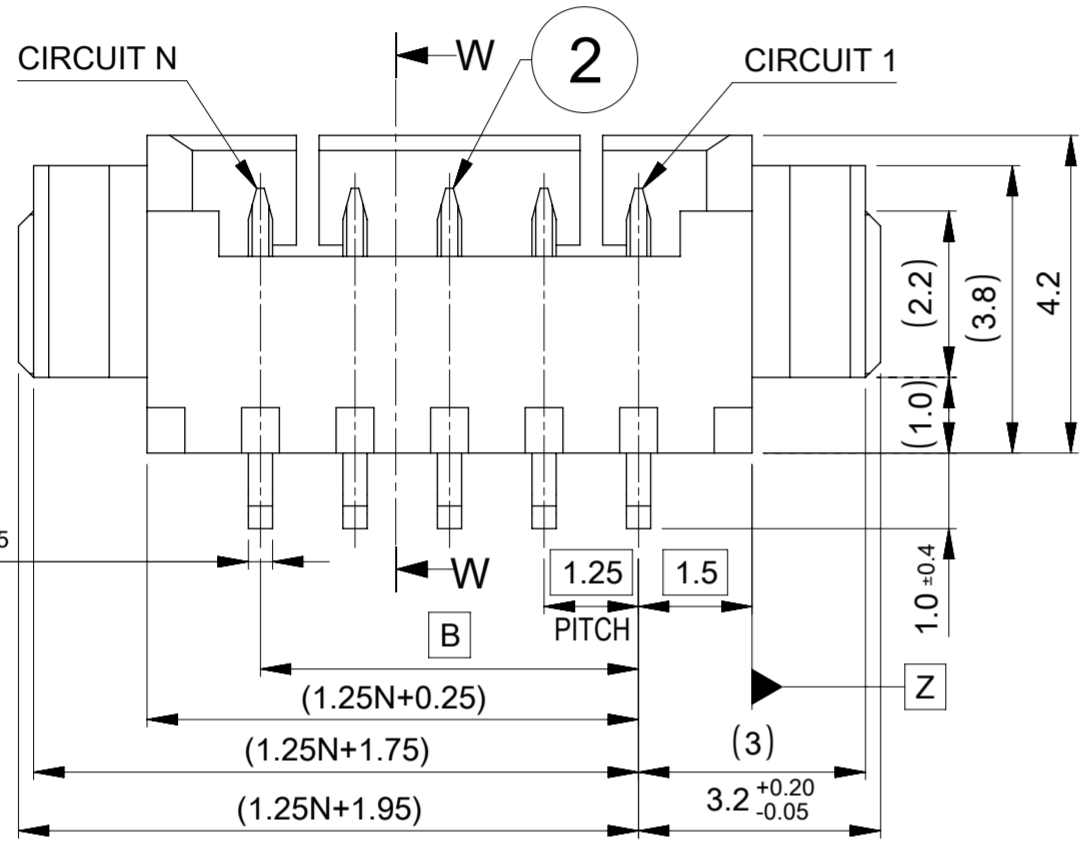 CIRCUIT N
W
2
CIRCUIT 1
(2.2)
(3.8)
4.2
(1.0)
5
W
1.25
1.5
PITCH
1.0 ±0.4
B
Z
(1.25N+0.25)
(1.25N+1.75)
(3)
(1.25N+1.95)
3.2 +0.20
-0.05